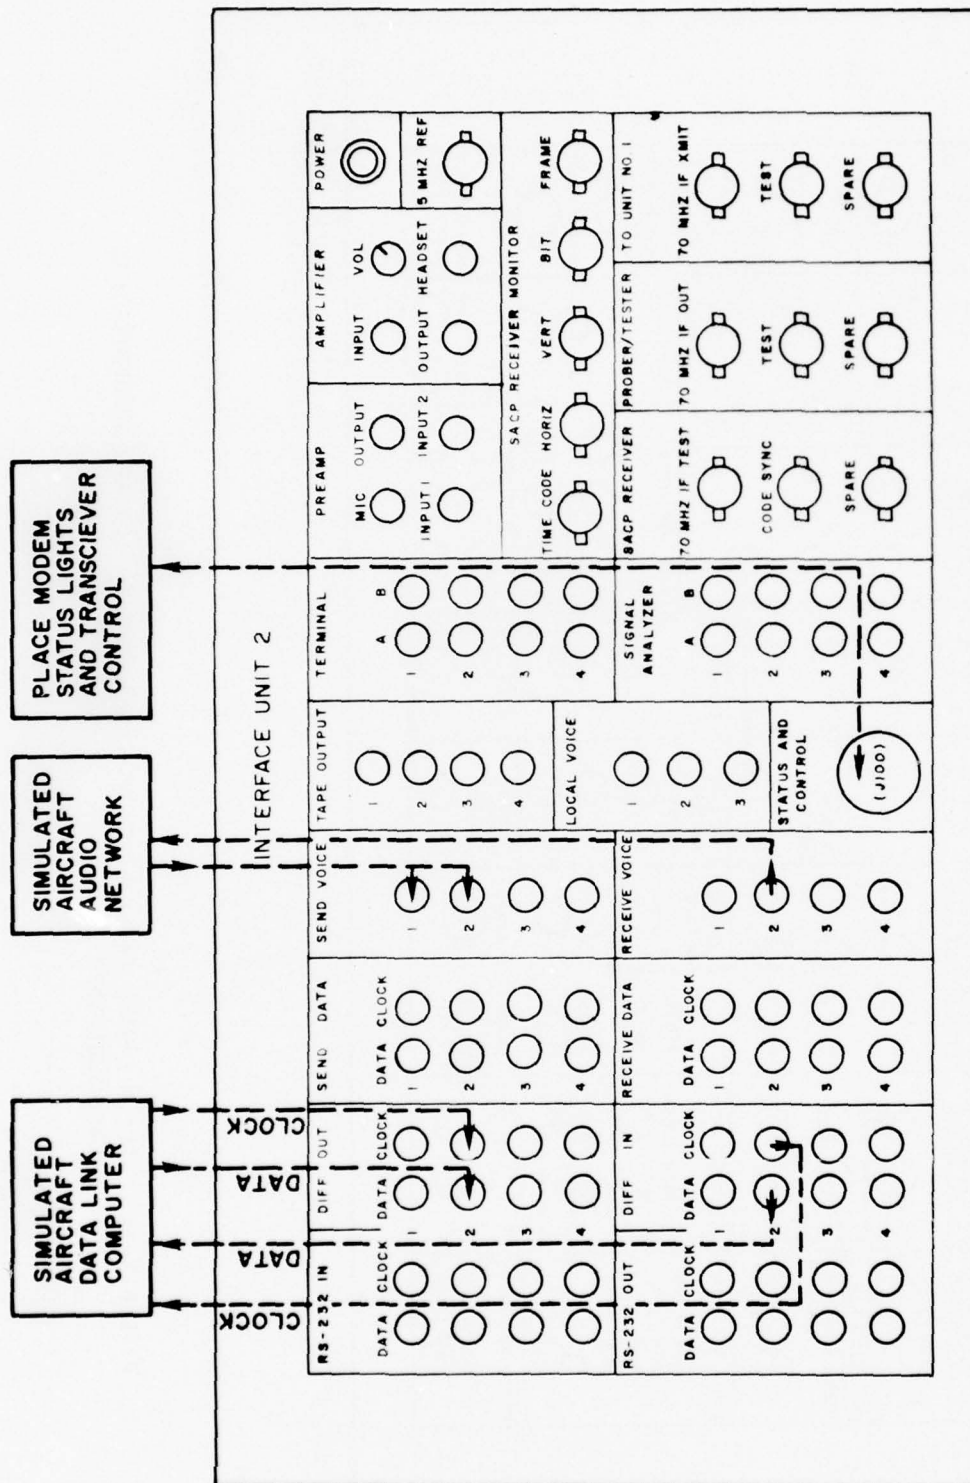 SIMULATED
AIRCRAFT
DATA LINK
COMPUTER
SIMULATED
AIRCRAFT
AUDIO
NETWORK
PLACE MODEM
STATUS LIGHTS
AND TRANSCIEVER
CONTROL
CLOCK
DATA
DATA
CLOCK
INTERFACE UNIT 2
RS-232 IN
DATA CLOCK
DIFF OUT
DATA CLOCK
1
2
3
4
SEND DATA
DATA CLOCK
1
2
3
4
SEND VOICE
1
2
3
4
TAPE OUTPUT
1
2
3
4
LOCAL VOICE
1
2
3
STATUS AND
CONTROL
(J100)
TERMINAL
A B
1
2
3
4
PREAMP
MIC OUTPUT
INPUT 1 INPUT 2
AMPLIFIER
INPUT VOL
OUTPUT HEADSET
POWER
5 MHZ REF
SACP RECEIVER MONITOR
TIME CODE HORIZ VERT BIT FRAME
RS-232 OUT
DATA CLOCK
DIFF IN
DATA CLOCK
1
2
3
4
RECEIVE DATA
DATA CLOCK
1
2
3
4
RECEIVE VOICE
1
2
3
4
SIGNAL
ANALYZER
A B
1
2
3
4
SACP RECEIVER
70 MHZ IF TEST
CODE SYNC
SPARE
PROBER/TESTER
70 MHZ IF OUT
TEST
SPARE
TO UNIT NO. 1
70 MHZ IF XMIT
TEST
SPARE